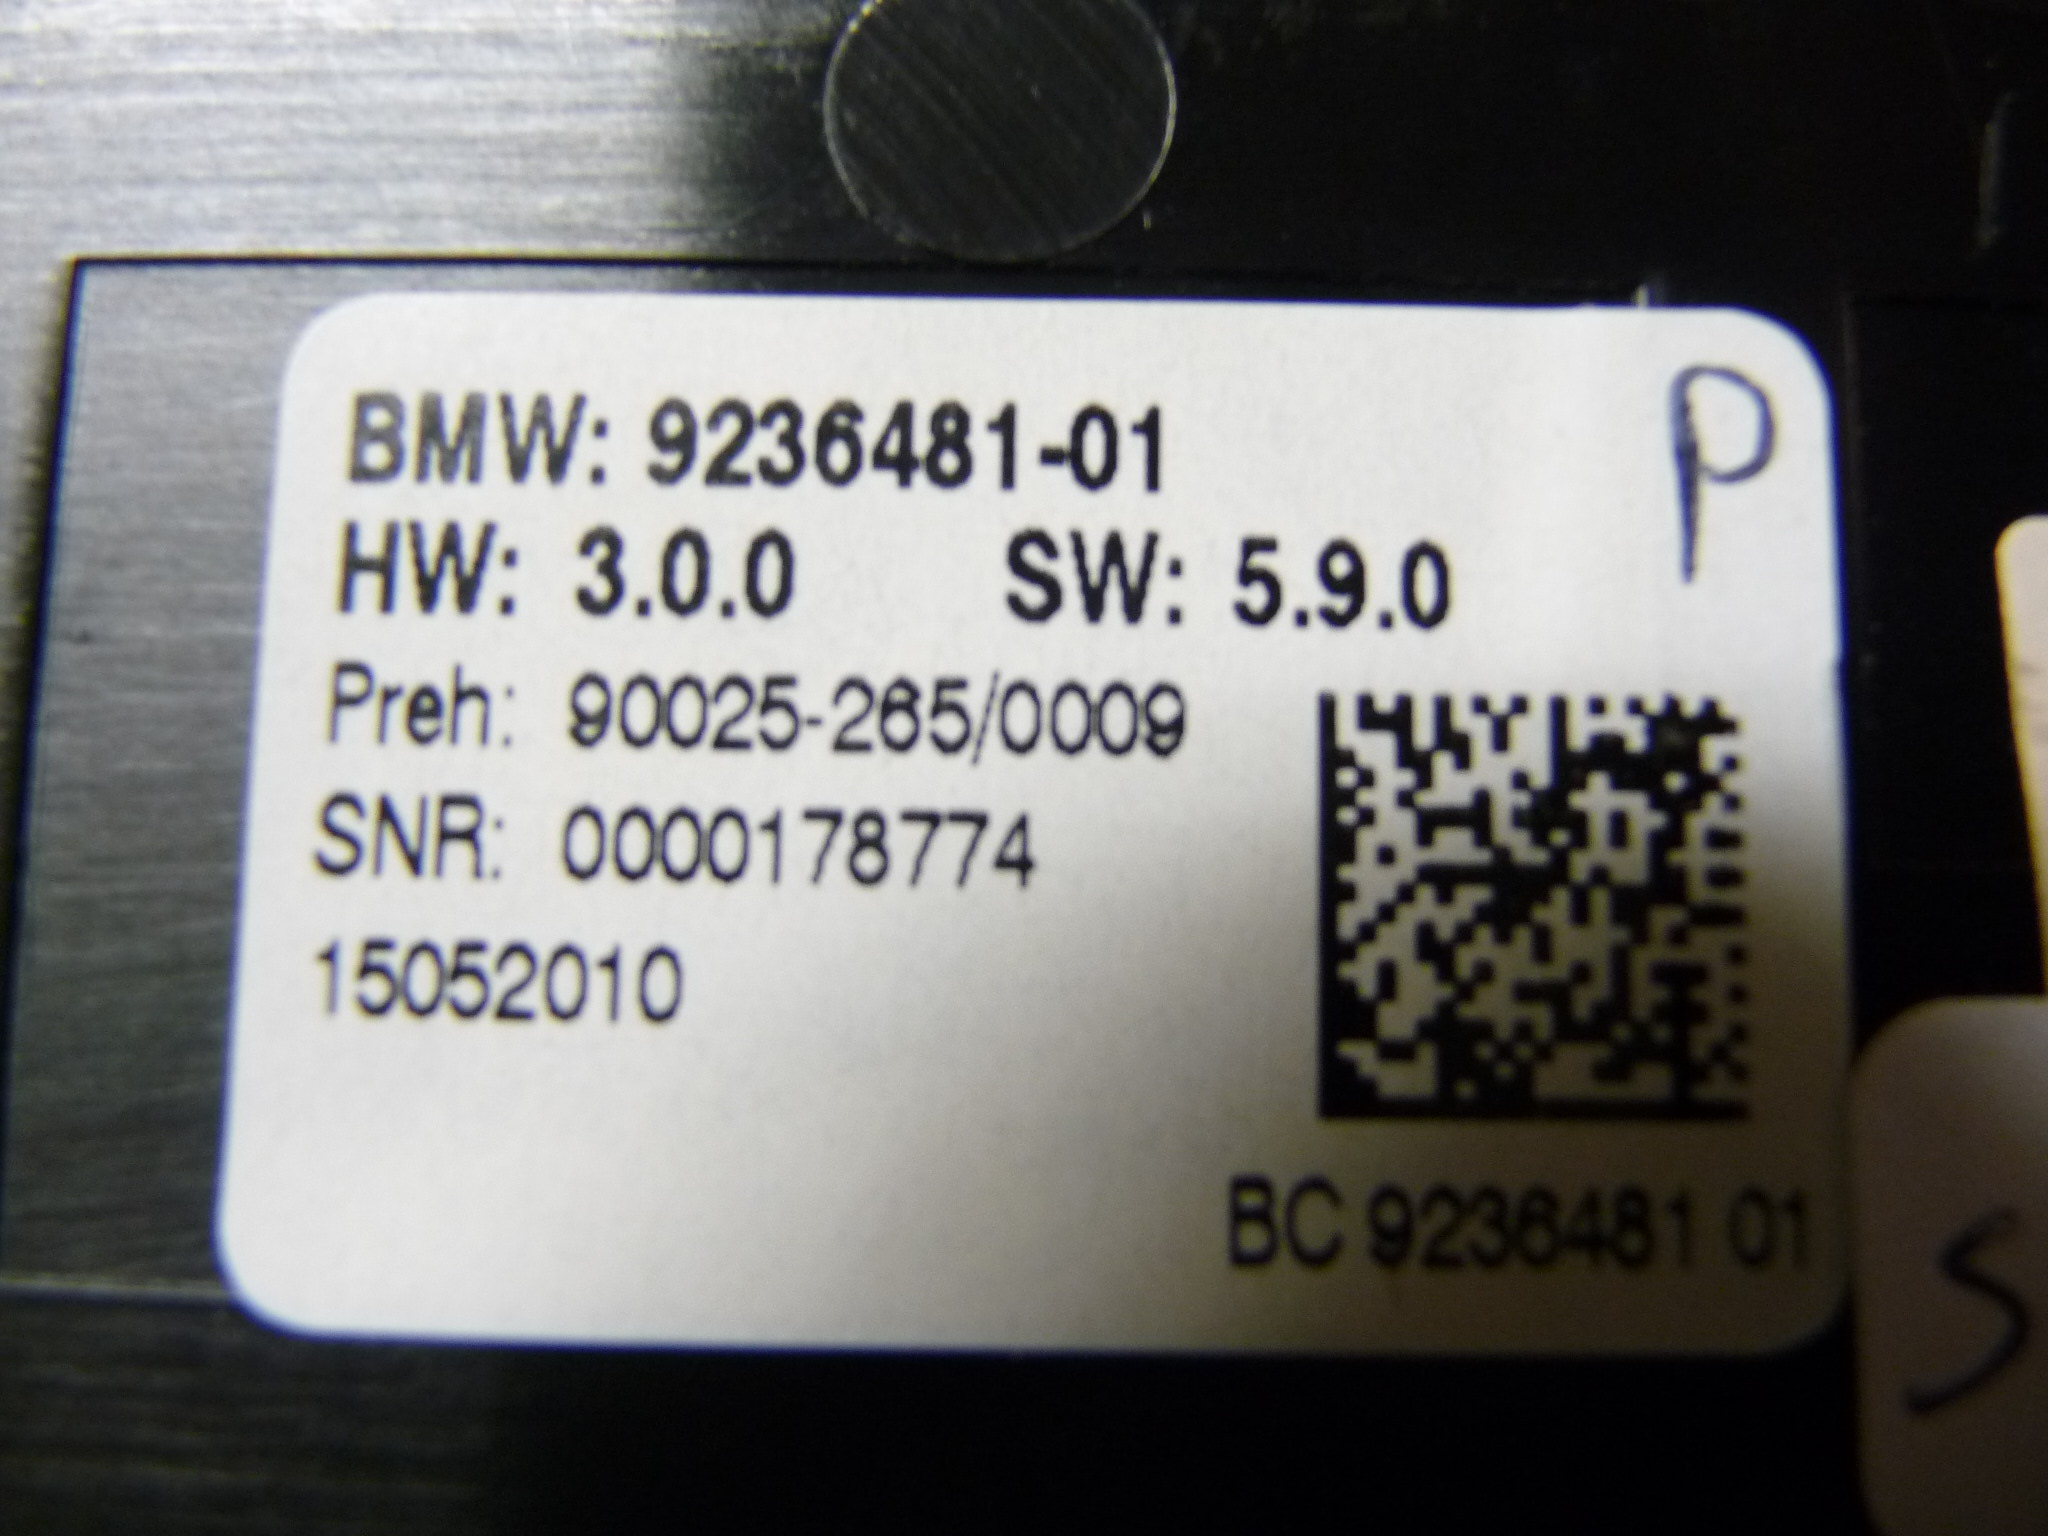 P
BMW: 9236481-01
HW: 3.0.0 SW: 5.9.0
Preh: 90025-265/0009
SNR: 0000178774
15052010
BC 9236481 01
S